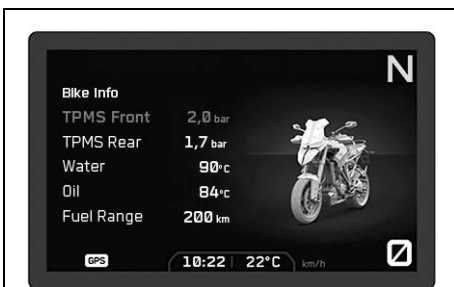 N
Bike Info
TPMS Front 2,0 bar
TPMS Rear 1,7 bar
Water 90°C
Oil 84°C
Fuel Range 200 km
0
GPS 10:22 22°C km/h